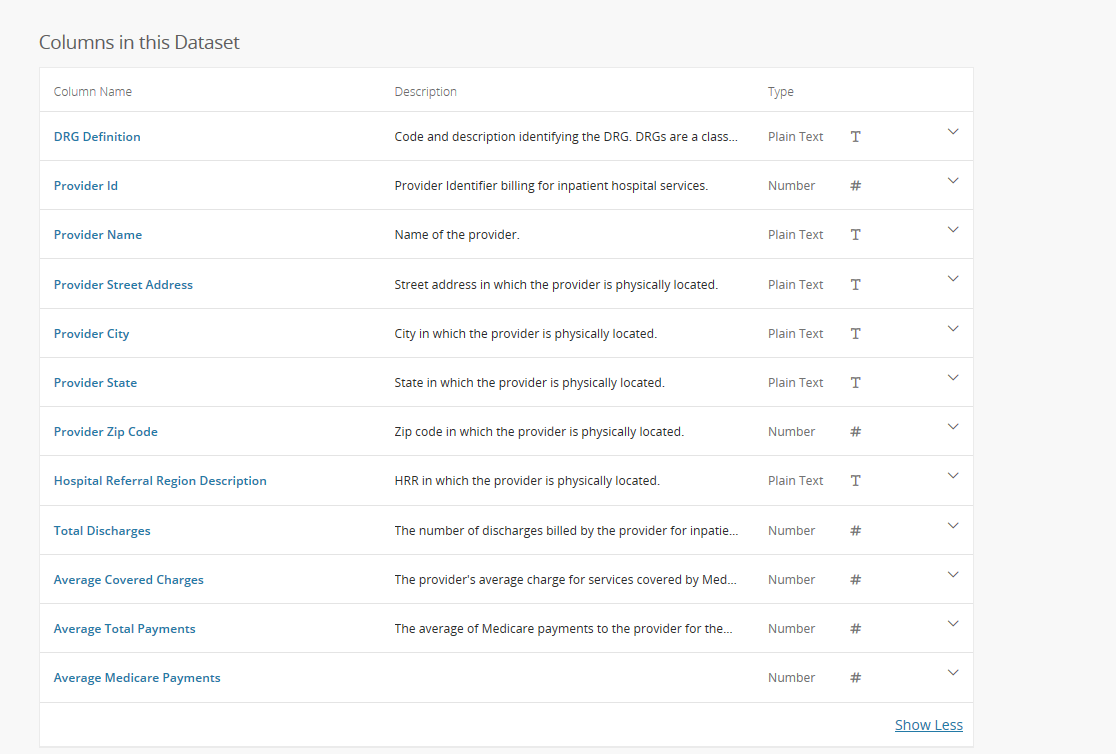 Columns in this Dataset
Column Name Description Type
DRG Definition Code and description identifying the DRG. DRGs are a class... Plain Text T
Provider Id Provider Identifier billing for inpatient hospital services. Number #
Provider Name Name of the provider. Plain Text T
Provider Street Address Street address in which the provider is physically located. Plain Text T
Provider City City in which the provider is physically located. Plain Text T
Provider State State in which the provider is physically located. Plain Text T
Provider Zip Code Zip code in which the provider is physically located. Number #
Hospital Referral Region Description HRR in which the provider is physically located. Plain Text T
Total Discharges The number of discharges billed by the provider for inpatie... Number #
Average Covered Charges The provider's average charge for services covered by Med... Number #
Average Total Payments The average of Medicare payments to the provider for the... Number #
Average Medicare Payments Number #
Show Less